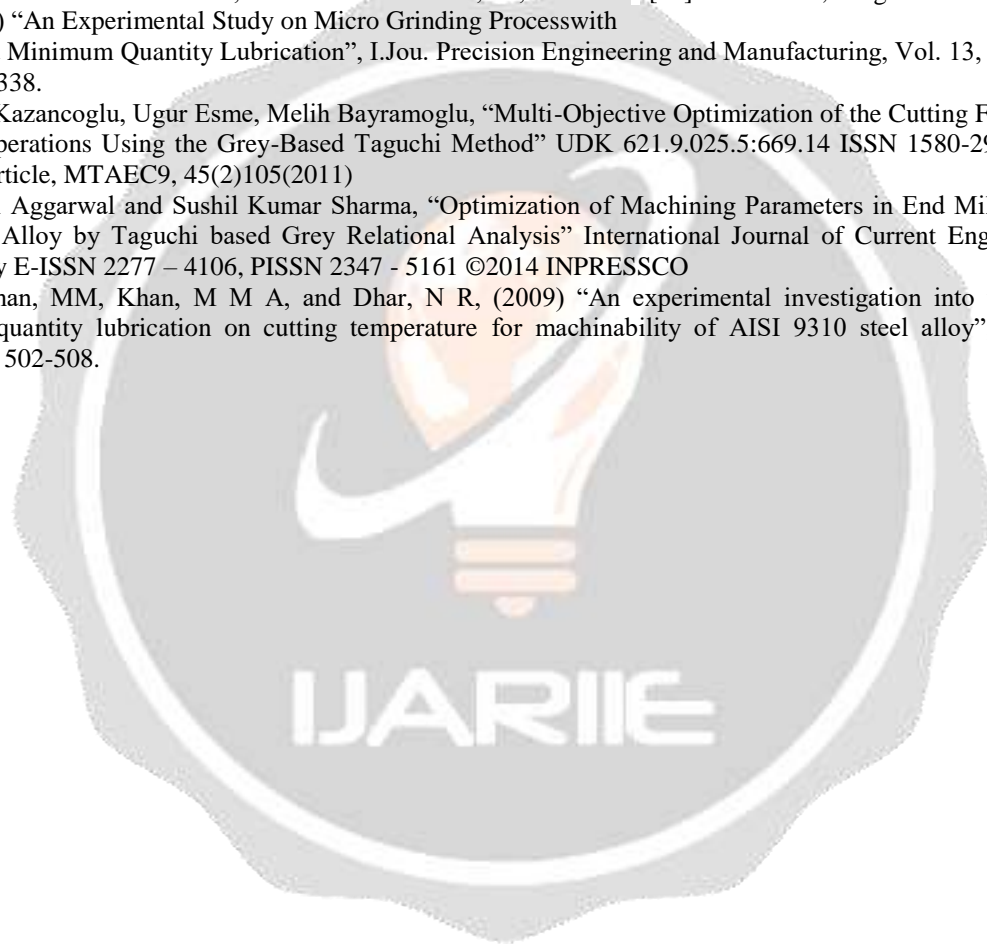 ) “An Experimental Study on Micro Grinding Processwith
Minimum Quantity Lubrication”, I.Jou. Precision Engineering and Manufacturing, Vol. 13,
338.
Kazancoglu, Ugur Esme, Melih Bayramoglu, “Multi-Objective Optimization of the Cutting F
perations Using the Grey-Based Taguchi Method” UDK 621.9.025.5:669.14 ISSN 1580-29
rticle, MTAEC9, 45(2)105(2011)
Aggarwal and Sushil Kumar Sharma, “Optimization of Machining Parameters in End Mil
Alloy by Taguchi based Grey Relational Analysis” International Journal of Current Eng
y E-ISSN 2277 – 4106, PISSN 2347 - 5161 ©2014 INPRESSCO
han, MM, Khan, M M A, and Dhar, N R, (2009) “An experimental investigation into
quantity lubrication on cutting temperature for machinability of AISI 9310 steel alloy”
502-508.
IJARIIE